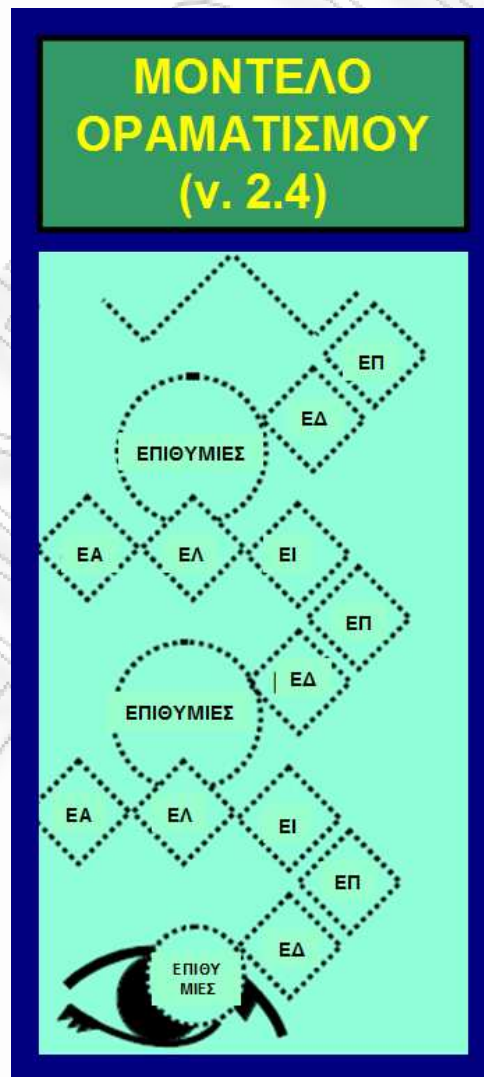 ΜΟΝΤΕΛΟ
ΟΡΑΜΑΤΙΣΜΟΥ
(v. 2.4)
ΕΠ
ΕΔ
ΕΠΙΘΥΜΙΕΣ
ΕΑ ΕΛ ΕΙ
ΕΠ
ΕΔ
ΕΠΙΘΥΜΙΕΣ
ΕΑ ΕΛ ΕΙ
ΕΠ
ΕΔ
ΕΠΙΘΥ
ΜΙΕΣ